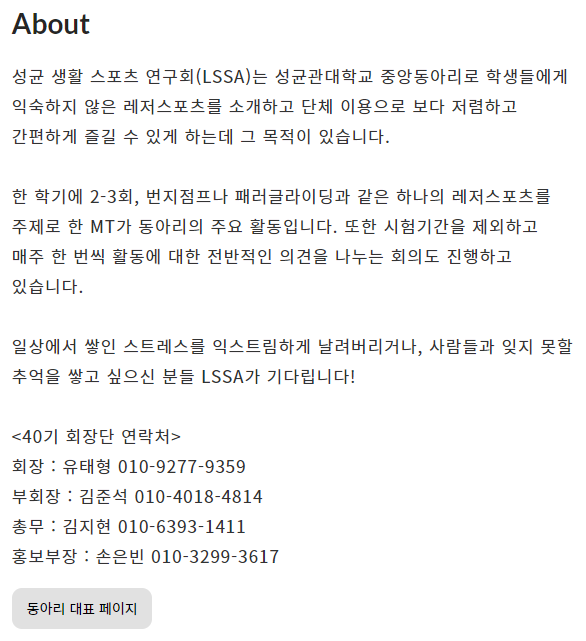 About
성균 생활 스포츠 연구회(LSSA)는 성균관대학교 중앙동아리로 학생들에게
익숙하지 않은 레저스포츠를 소개하고 단체 이용으로 보다 저렴하고
간편하게 즐길 수 있게 하는데 그 목적이 있습니다.
한 학기에 2-3회, 번지점프나 패러글라이딩과 같은 하나의 레저스포츠를
주제로 한 MT가 동아리의 주요 활동입니다. 또한 시험기간을 제외하고
매주 한 번씩 활동에 대한 전반적인 의견을 나누는 회의도 진행하고
있습니다.
일상에서 쌓인 스트레스를 익스트림하게 날려버리거나, 사람들과 잊지 못할
추억을 쌓고 싶으신 분들 LSSA가 기다립니다!
<40기 회장단 연락처>
회장 : 유태형 010-9277-9359
부회장 : 김준석 010-4018-4814
총무 : 김지현 010-6393-1411
홍보부장 : 손은빈 010-3299-3617
동아리 대표 페이지